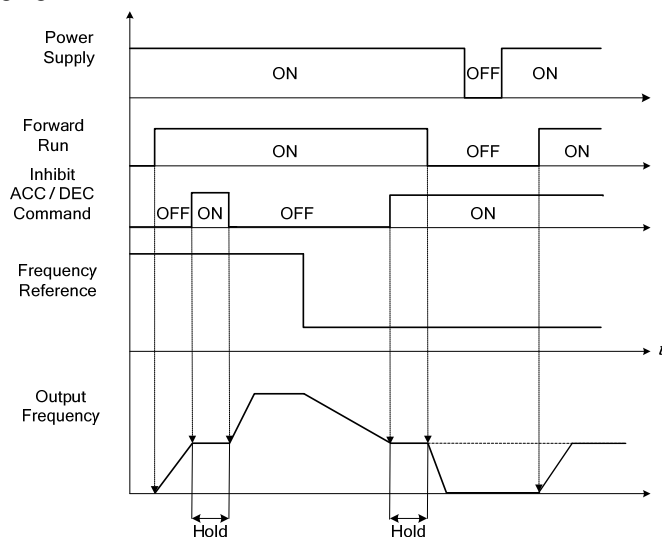 Power
Supply
ON
OFF
ON
Forward
Run
ON
OFF
ON
Inhibit
ACC / DEC
Command
OFF
ON
OFF
ON
Frequency
Reference
t
Output
Frequency
Hold
Hold